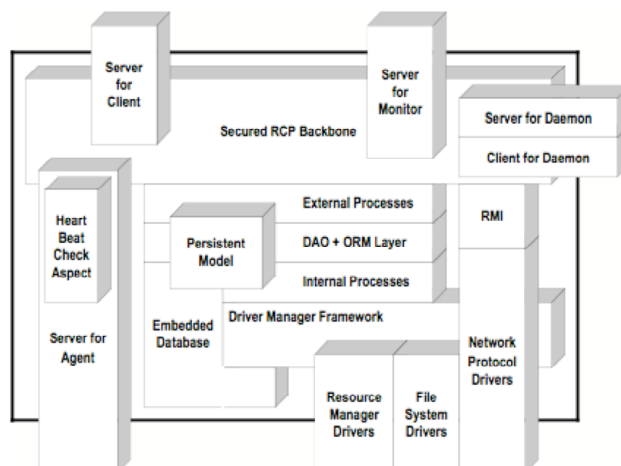 Server
for
Client
Server
for
Monitor
Secured RCP Backbone
Server for Daemon
Client for Daemon
Heart
Beat
Check
Aspect
Server for
Agent
External Processes
Persistent
Model
DAO + ORM Layer
Internal Processes
RMI
Embedded
Database
Driver Manager Framework
Network
Protocol
Drivers
Resource
Manager
Drivers
File
System
Drivers